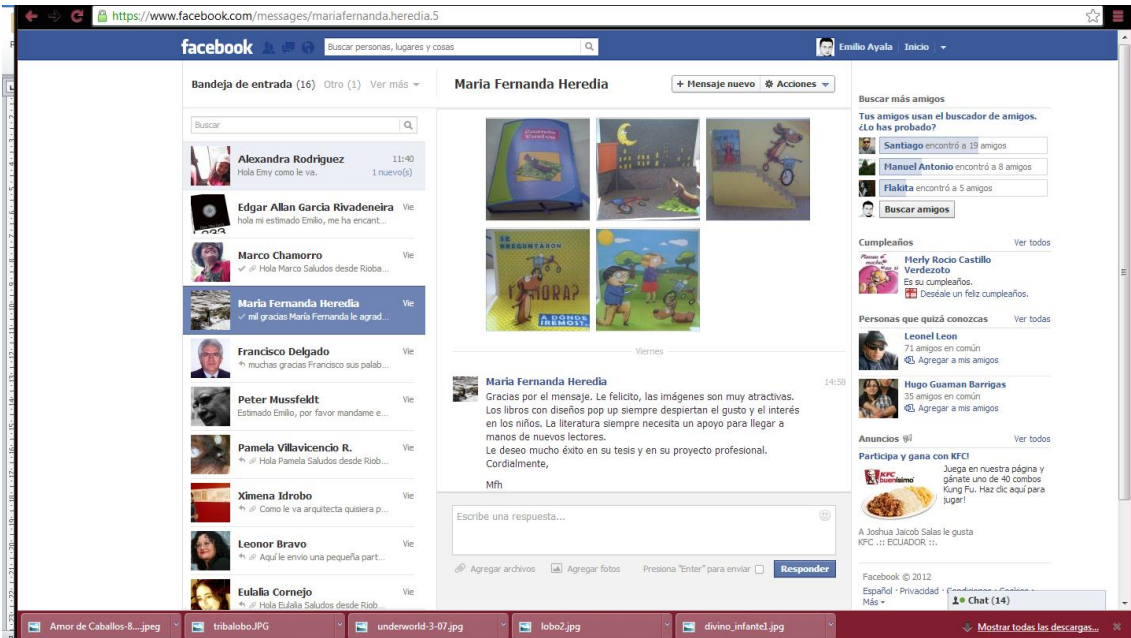 https://www.facebook.com/messages/mariafernanda.heredia.5
facebook
Buscar personas, lugares y cosas
Emilio Ayala Inicio
Bandeja de entrada (16) Otro (1) Ver más
Buscar
Alexandra Rodriguez 11:40
Hola Emy como le va. 1 nuevo(s)
Edgar Allan Garcia Rivadeneira Vie
hola mi estimado Emilio, me ha encant...
Marco Chamorro Vie
Hola Marco Saludos desde Rioba...
Maria Fernanda Heredia Vie
mil gracias María Fernanda le agrad...
Francisco Delgado Vie
muchas gracias Francisco sus palab...
Peter Mussfeldt Vie
Estimado Emilio, por favor mandame e...
Pamela Villavicencio R. Vie
Hola Pamela Saludos desde Riob...
Ximena Idrobo Vie
Como le va arquitecta quisiera p...
Leonor Bravo Vie
Aquí le envio una pequeña part...
Eulalia Cornejo Vie
Hola Eulalia Saludos desde Riob...
Maria Fernanda Heredia
+ Mensaje nuevo Acciones
SE
PREGUNTARON
Y AHORA?
A DÓNDE
IREMOS?,
Viernes
Maria Fernanda Heredia 14:58
Gracias por el mensaje. Le felicito, las imágenes son muy atractivas.
Los libros con diseños pop up siempre despiertan el gusto y el interés
en los niños. La literatura siempre necesita un apoyo para llegar a
manos de nuevos lectores.
Le deseo mucho éxito en su tesis y en su proyecto profesional.
Cordialmente,
Mfh
Escribe una respuesta...
Agregar archivos Agregar fotos Presiona "Enter" para enviar Responder
Buscar más amigos
Tus amigos usan el buscador de amigos.
¿Lo has probado?
Santiago encontró a 19 amigos
Manuel Antonio encontró a 8 amigos
Flakita encontró a 5 amigos
Buscar amigos
Cumpleaños Ver todos
Merly Rocio Castillo
Verdezoto
Es su cumpleaños.
Deséale un feliz cumpleaños.
Personas que quizá conozcas Ver todas
Leonel Leon
71 amigos en común
Agregar a mis amigos
Hugo Guaman Barrigas
35 amigos en común
Agregar a mis amigos
Anuncios Ver todos
Participa y gana con KFC!
KFC
buenísimo
Juega en nuestra página y
gánate uno de 40 combos
Kung Fu. Haz clic aquí para
jugar!
A Joshua Jaicob Salas le gusta
KFC .:: ECUADOR ::.
Facebook © 2012
Español · Privacidad ·
Más
Chat (14)
Amor de Caballos-8....jpeg
tribalobo.JPG
underworld-3-07.jpg
lobo2.jpg
divino_infante1.jpg
Mostrar todas las descargas...